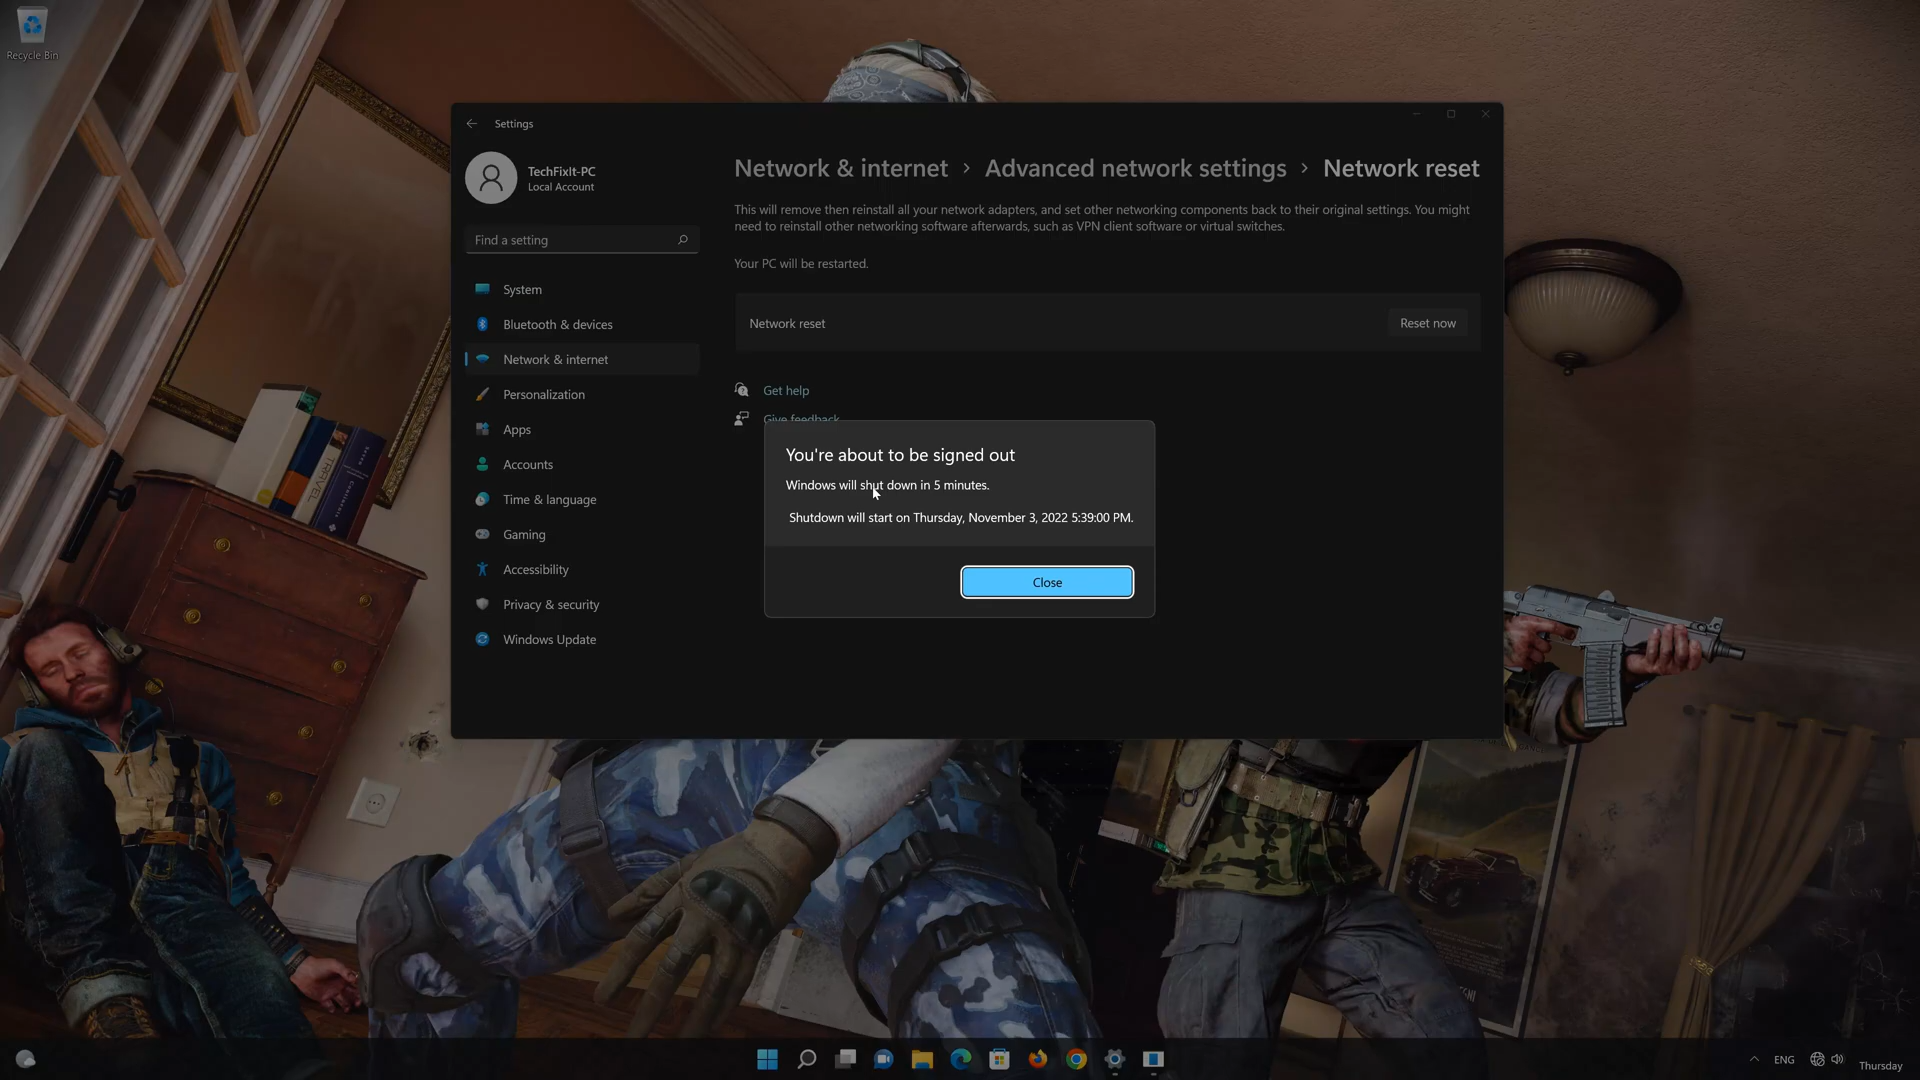 Recycle Bin
Settings
TechFixIt-PC
Local Account
Find a setting
System
Bluetooth & devices
Network & internet
Personalization
Apps
Accounts
Time & language
Gaming
Accessibility
Privacy & security
Windows Update
Network & internet › Advanced network settings › Network reset
This will remove then reinstall all your network adapters, and set other networking components back to their original settings. You might
need to reinstall other networking software afterwards, such as VPN client software or virtual switches.
Your PC will be restarted.
Network reset
Reset now
Get help
Give feedback
You're about to be signed out
Windows will shut down in 5 minutes.
Shutdown will start on Thursday, November 3, 2022 5:39:00 PM.
Close
TRAVEL
ENG
Thursday